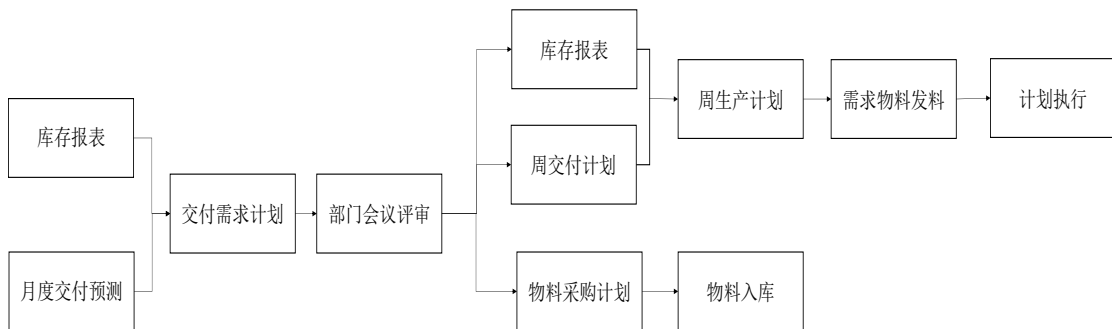 库存报表
月度交付预测
交付需求计划
部门会议评审
库存报表
周交付计划
物料采购计划
周生产计划
物料入库
需求物料发料
计划执行